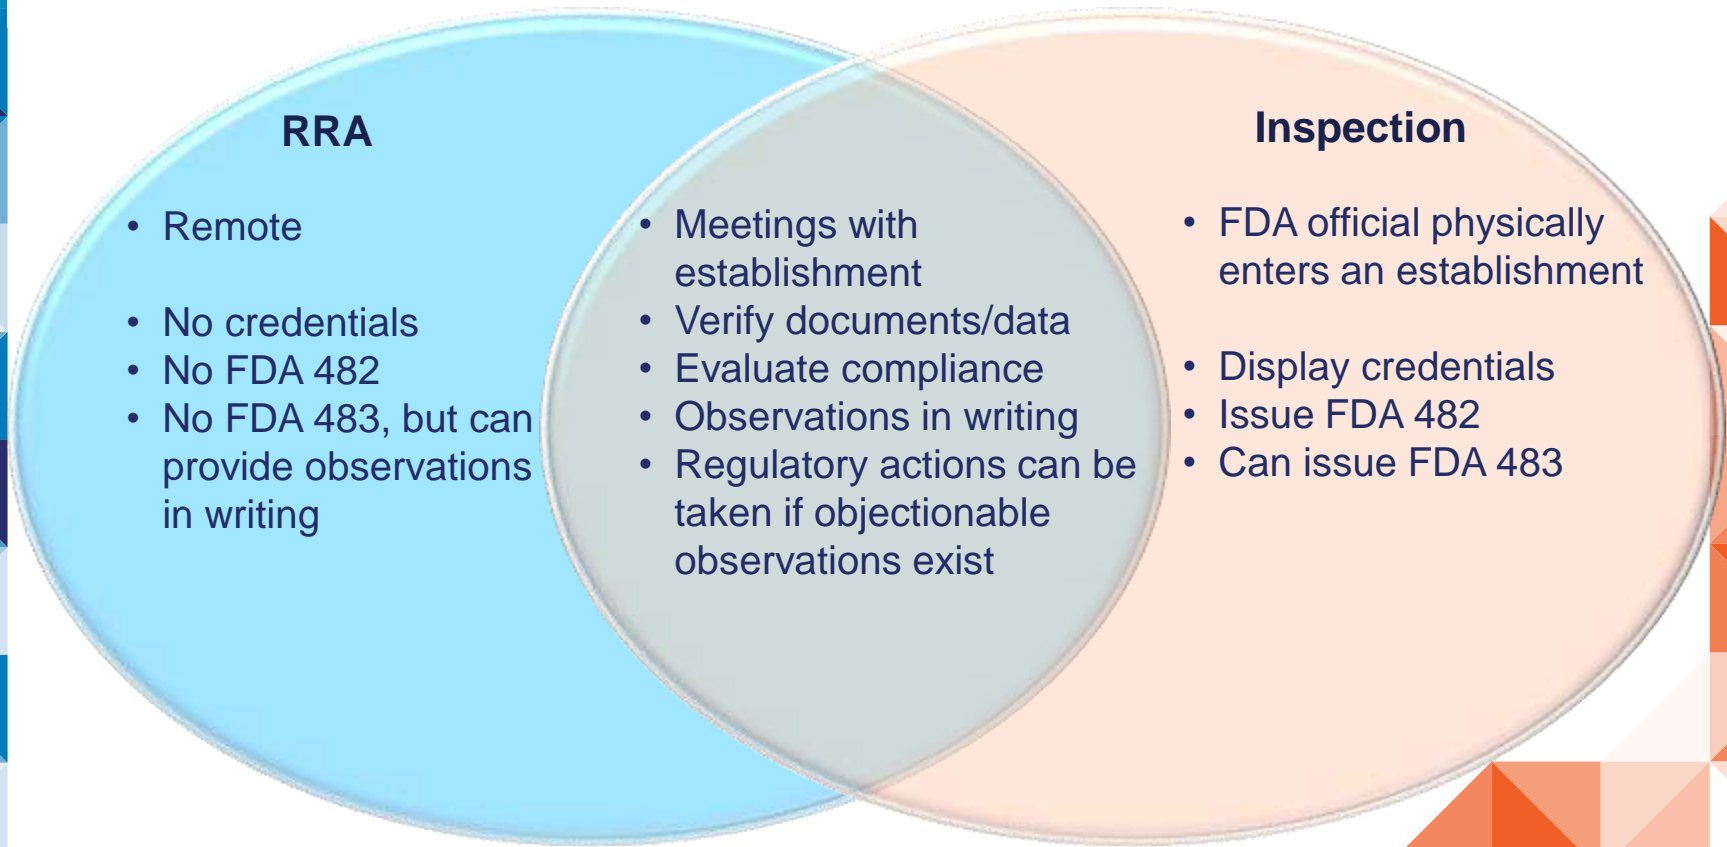 RRA
• Remote
• No credentials
• No FDA 482
• No FDA 483, but can
provide observations
in writing
• Meetings with
establishment
• Verify documents/data
• Evaluate compliance
• Observations in writing
• Regulatory actions can be
taken if objectionable
observations exist
Inspection
• FDA official physically
enters an establishment
• Display credentials
• Issue FDA 482
• Can issue FDA 483